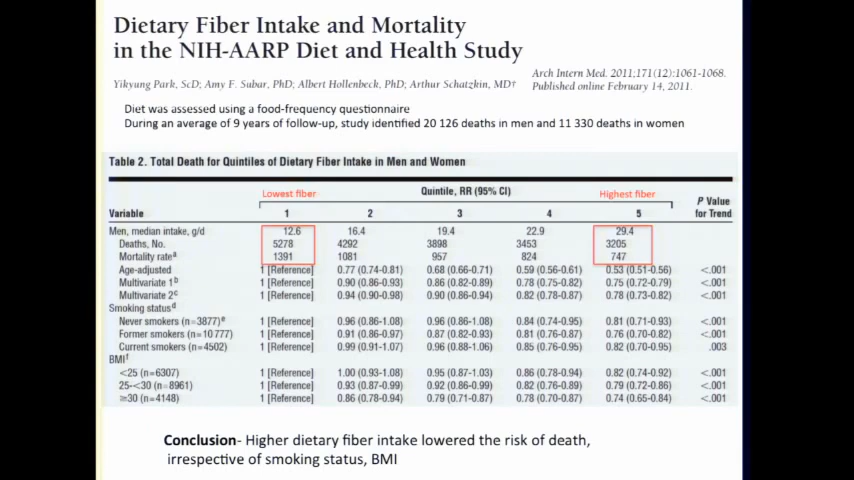 Dietary Fiber Intake and Mortality
in the NIH-AARP Diet and Health Study
Yikyung Park, ScD; Amy F. Subar, PhD; Albert Hollenbeck, PhD; Arthur Schatzkin, MD†
Arch Intern Med. 2011;171(12):1061-1068.
Published online February 14, 2011.
Diet was assessed using a food-frequency questionnaire
During an average of 9 years of follow-up, study identified 20 126 deaths in men and 11 330 deaths in women
Table 2. Total Death for Quintiles of Dietary Fiber Intake in Men and Women
Lowest fiber Quintile, RR (95% CI) Highest fiber
Variable 1 2 3 4 5 P Value for Trend
Men, median intake, g/d 12.6 16.4 19.4 22.9 29.4
Deaths, No. 5278 4292 3898 3453 3205
Mortality rateᵃ 1391 1081 957 824 747
Age-adjusted 1 [Reference] 0.77 (0.74-0.81) 0.68 (0.66-0.71) 0.59 (0.56-0.61) 0.53 (0.51-0.56) <.001
Multivariate 1ᵇ 1 [Reference] 0.90 (0.86-0.93) 0.86 (0.82-0.89) 0.78 (0.75-0.82) 0.75 (0.72-0.79) <.001
Multivariate 2ᶜ 1 [Reference] 0.94 (0.90-0.98) 0.90 (0.86-0.94) 0.82 (0.78-0.87) 0.78 (0.73-0.82) <.001
Smoking statusᵈ
Never smokers (n=3877)ᵉ 1 [Reference] 0.96 (0.86-1.08) 0.96 (0.86-1.08) 0.84 (0.74-0.95) 0.81 (0.71-0.93) <.001
Former smokers (n=10 777) 1 [Reference] 0.91 (0.86-0.97) 0.87 (0.82-0.93) 0.81 (0.76-0.87) 0.76 (0.70-0.82) <.001
Current smokers (n=4502) 1 [Reference] 0.99 (0.91-1.07) 0.96 (0.88-1.06) 0.85 (0.76-0.95) 0.82 (0.70-0.95) .003
BMIᶠ
<25 (n=6307) 1 [Reference] 1.00 (0.93-1.08) 0.95 (0.87-1.03) 0.86 (0.78-0.94) 0.82 (0.74-0.92) <.001
25-<30 (n=8961) 1 [Reference] 0.93 (0.87-0.99) 0.92 (0.86-0.99) 0.82 (0.76-0.89) 0.79 (0.72-0.86) <.001
≥30 (n=4148) 1 [Reference] 0.86 (0.78-0.94) 0.79 (0.71-0.87) 0.78 (0.70-0.87) 0.74 (0.65-0.84) <.001
Conclusion- Higher dietary fiber intake lowered the risk of death,
irrespective of smoking status, BMI